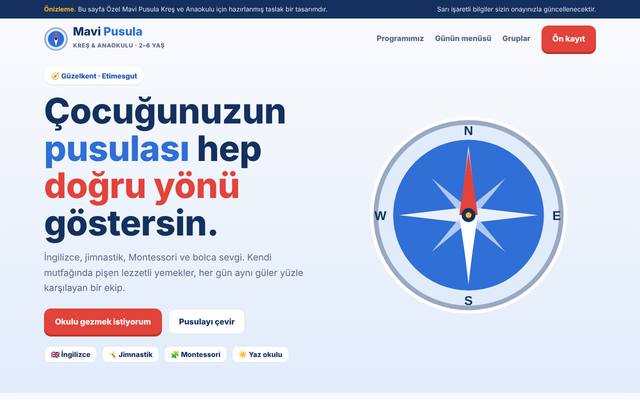 Önizleme. Bu sayfa Özel Mavi Pusula Kreş ve Anaokulu için hazırlanmış taslak bir tasarımdır.
Sarı işaretli bilgiler sizin onayınızla güncellenecektir.
Mavi Pusula
KREŞ & ANAOKULU · 2–6 YAŞ
Programımız
Günün menüsü
Gruplar
Ön kayıt
Güzelkent · Etimesgut
Çocuğunuzun
pusulası hep
doğru yönü
göstersin.
İngilizce, jimnastik, Montessori ve bolca sevgi. Kendi
mutfağında pişen lezzetli yemekler, her gün aynı güler yüzle
karşılayan bir ekip.
Okulu gezmek istiyorum
Pusulayı çevir
İngilizce
Jimnastik
Montessori
Yaz okulu
N
W
E
S